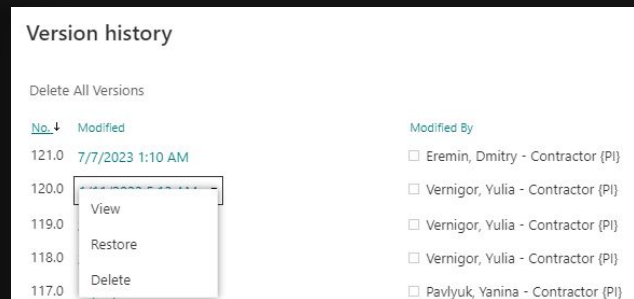 Version history
Delete All Versions
No. Modified Modified By
121.0 7/7/2023 1:10 AM Eremin, Dmitry - Contractor {PI}
120.0 Vernigor, Yulia - Contractor {PI}
View
119.0 Vernigor, Yulia - Contractor {PI}
Restore
118.0 Vernigor, Yulia - Contractor {PI}
Delete
117.0 Pavlyuk, Yanina - Contractor {PI}